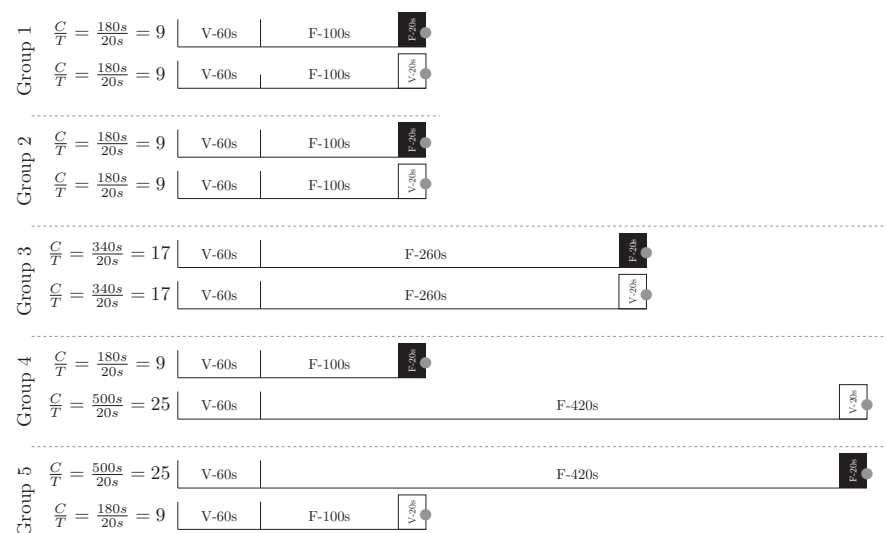 Group 1
C/T = 180s/20s = 9 V-60s F-100s F-20s
C/T = 180s/20s = 9 V-60s F-100s V-20s
Group 2
C/T = 180s/20s = 9 V-60s F-100s F-20s
C/T = 180s/20s = 9 V-60s F-100s V-20s
Group 3
C/T = 340s/20s = 17 V-60s F-260s F-20s
C/T = 340s/20s = 17 V-60s F-260s V-20s
Group 4
C/T = 180s/20s = 9 V-60s F-100s F-20s
C/T = 500s/20s = 25 V-60s F-420s V-20s
Group 5
C/T = 500s/20s = 25 V-60s F-420s F-20s
C/T = 180s/20s = 9 V-60s F-100s V-20s